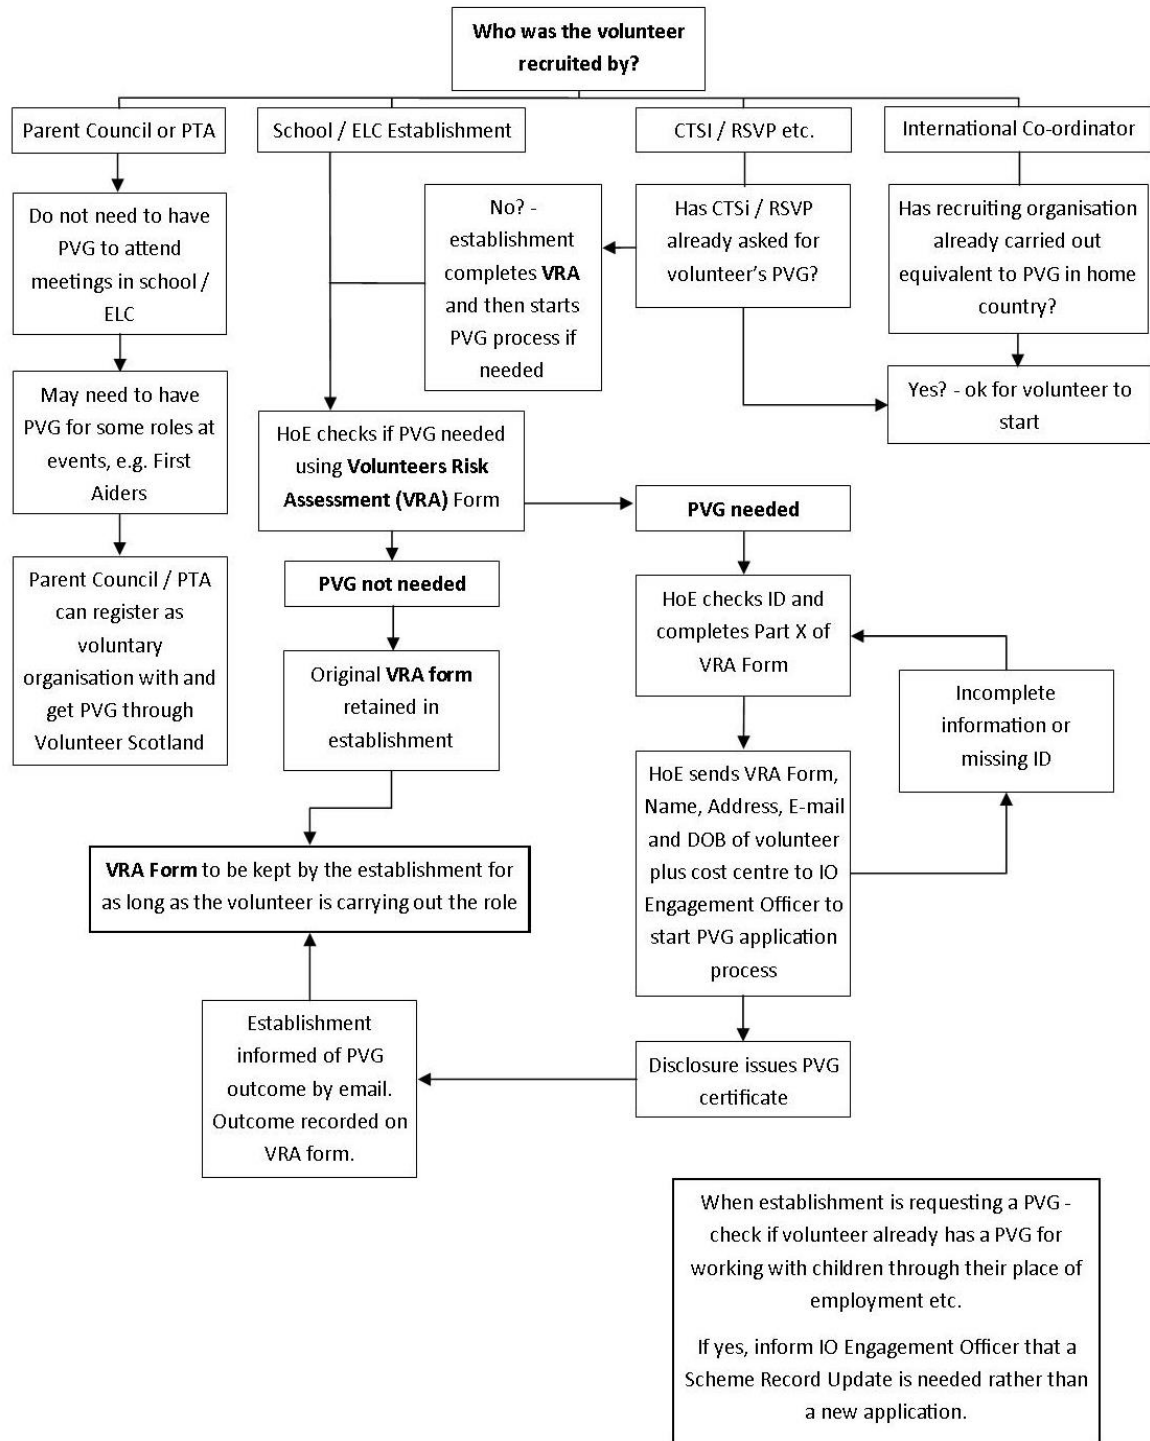 Who was the volunteer
recruited by?
Parent Council or PTA
School / ELC Establishment
CTSI / RSVP etc.
International Co-ordinator
Do not need to have
PVG to attend
meetings in school /
ELC
No? -
establishment
completes VRA
and then starts
PVG process if
needed
Has CTSi / RSVP
already asked for
volunteer's PVG?
Has recruiting organisation
already carried out
equivalent to PVG in home
country?
May need to have
PVG for some roles at
events, e.g. First
Aiders
Yes? - ok for volunteer to
start
HoE checks if PVG needed
using Volunteers Risk
Assessment (VRA) Form
PVG needed
Parent Council / PTA
can register as
voluntary
organisation with and
get PVG through
Volunteer Scotland
PVG not needed
HoE checks ID and
completes Part X of
VRA Form
Original VRA form
retained in
establishment
Incomplete
information or
missing ID
HoE sends VRA Form,
Name, Address, E-mail
and DOB of volunteer
plus cost centre to IO
Engagement Officer to
start PVG application
process
VRA Form to be kept by the establishment for
as long as the volunteer is carrying out the role
Establishment
informed of PVG
outcome by email.
Outcome recorded on
VRA form.
Disclosure issues PVG
certificate
When establishment is requesting a PVG -
check if volunteer already has a PVG for
working with children through their place of
employment etc.
If yes, inform IO Engagement Officer that a
Scheme Record Update is needed rather than
a new application.